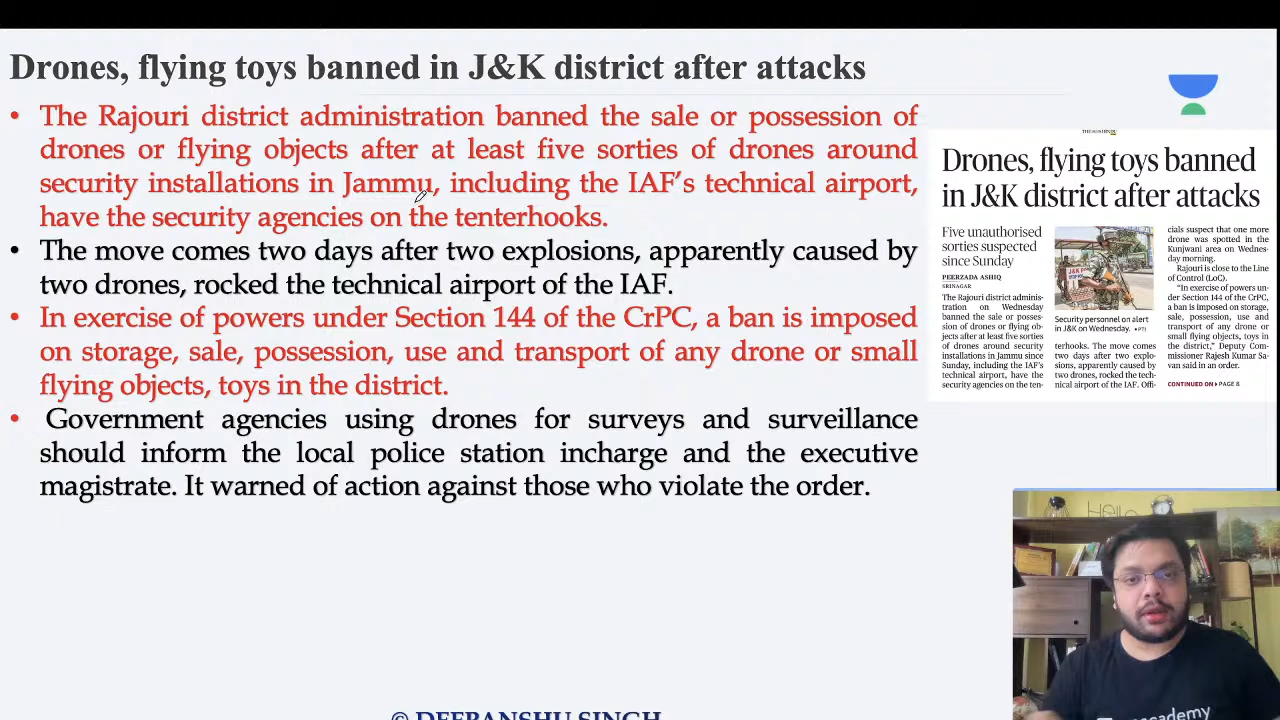 Drones, flying toys banned in J&K district after attacks
• The Rajouri district administration banned the sale or possession of
drones or flying objects after at least five sorties of drones around
security installations in Jammu, including the IAF's technical airport,
have the security agencies on the tenterhooks.
• The move comes two days after two explosions, apparently caused by
two drones, rocked the technical airport of the IAF.
• In exercise of powers under Section 144 of the CrPC, a ban is imposed
on storage, sale, possession, use and transport of any drone or small
flying objects, toys in the district.
• Government agencies using drones for surveys and surveillance
should inform the local police station incharge and the executive
magistrate. It warned of action against those who violate the order.
© DEEPANSHU SINGH
Drones, flying toys banned
in J&K district after attacks
Five unauthorised
sorties suspected
since Sunday
PEERZADA ASHIQ
SRINAGAR
The Rajouri district adminis-
tration on Wednesday
banned the sale or posses-
sion of drones or flying ob-
jects after at least five sorties
of drones around security
installations in Jammu since
Sunday, including the IAF's
technical airport, have the
security agencies on the ten-
Security personnel on alert
in J&K on Wednesday. • PTI
terhooks. The move comes
two days after two explo-
sions, apparently caused by
two drones, rocked the tech-
nical airport of the IAF. Offi-
cials suspect that one more
drone was spotted in the
Kunjwani area on Wednes-
day morning.
Rajouri is close to the Line
of Control (LoC).
"In exercise of powers un-
der Section 144 of the CrPC,
a ban is imposed on storage,
sale, possession, use and
transport of any drone or
small flying objects, toys in
the district," Deputy Com-
missioner Rajesh Kumar Sa-
van said in an order.
CONTINUED ON ▸ PAGE 8
Hello
academy